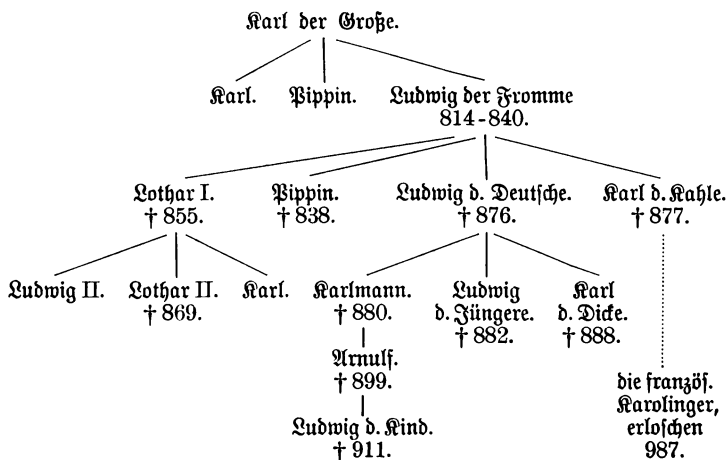 Karl der Große.
Karl. Pippin. Ludwig der Fromme
814-840.
Lothar I. Pippin. Ludwig d. Deutsche. Karl d. Kahle.
† 855. † 838. † 876. † 877.
Ludwig II. Lothar II. Karl. Karlmann. Ludwig Karl
† 869. † 880. d. Jüngere. d. Dicke.
† 882. † 888.
Arnulf.
† 899.
die französ.
Karolinger,
Ludwig d. Kind. erloschen
† 911. 987.